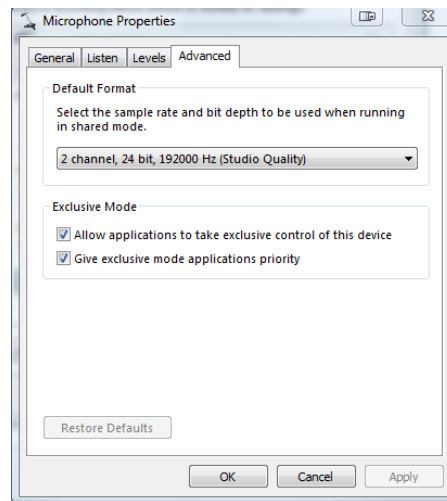 Microphone Properties
General Listen Levels Advanced
Default Format
Select the sample rate and bit depth to be used when running
in shared mode.
2 channel, 24 bit, 192000 Hz (Studio Quality)
Exclusive Mode
Allow applications to take exclusive control of this device
Give exclusive mode applications priority
Restore Defaults
OK Cancel Apply